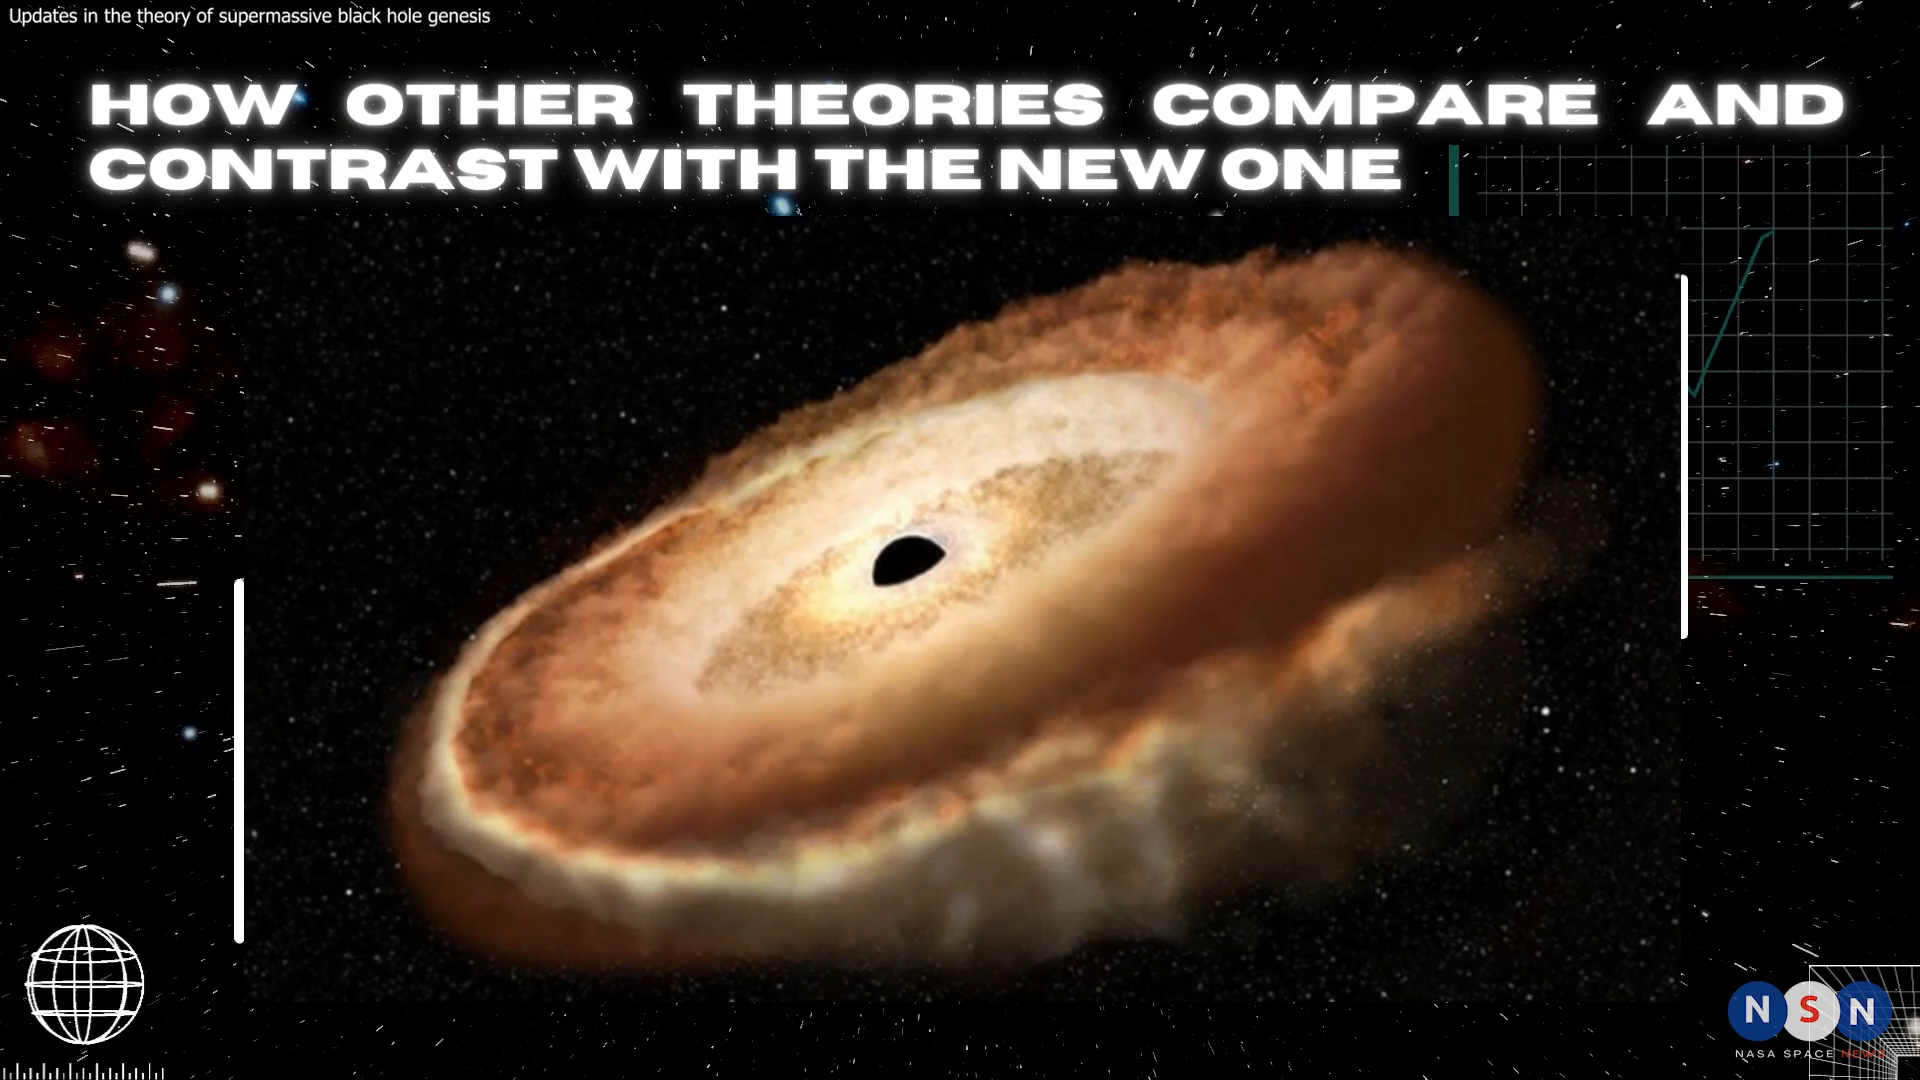 Updates in the theory of supermassive black hole genesis
HOW OTHER THEORIES COMPARE AND
CONTRAST WITH THE NEW ONE
N S N
NASA SPACE NEWS